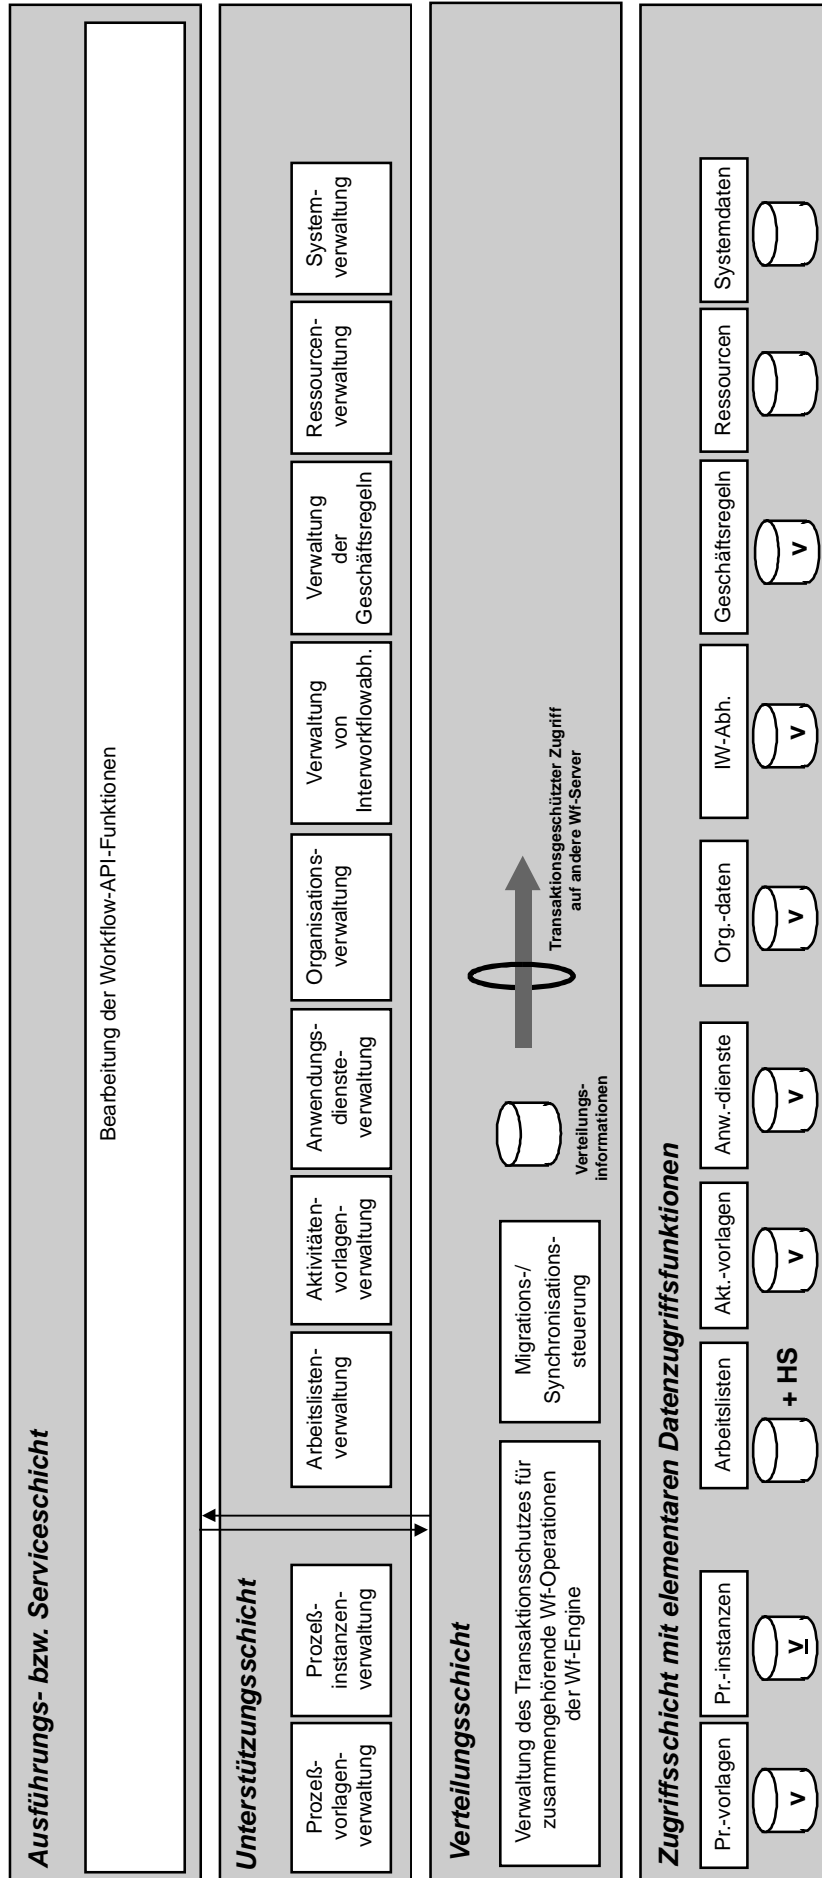 Ausführungs- bzw. Serviceschicht
Bearbeitung der Workflow-API-Funktionen
Unterstützungsschicht
Prozeß-
vorlagen-
verwaltung
Prozeß-
instanzen-
verwaltung
Arbeitslisten-
verwaltung
Aktivitäten-
vorlagen-
verwaltung
Anwendungs-
dienste-
verwaltung
Organisations-
verwaltung
Verwaltung
von
Interworkflowabh.
Verwaltung
der
Geschäftsregeln
Ressourcen-
verwaltung
System-
verwaltung
Verteilungsschicht
Verwaltung des Transaktionsschutzes für
zusammengehörende Wf-Operationen
der Wf-Engine
Migrations-/
Synchronisations-
steuerung
Verteilungs-
informationen
Transaktionsgeschützter Zugriff
auf andere Wf-Server
Zugriffsschicht mit elementaren Datenzugriffsfunktionen
Pr.-vorlagen
V
Pr.-instanzen
V
Arbeitslisten
+ HS
Akt.-vorlagen
V
Anw.-dienste
V
Org.-daten
V
IW-Abh.
V
Geschäftsregeln
V
Ressourcen
Systemdaten